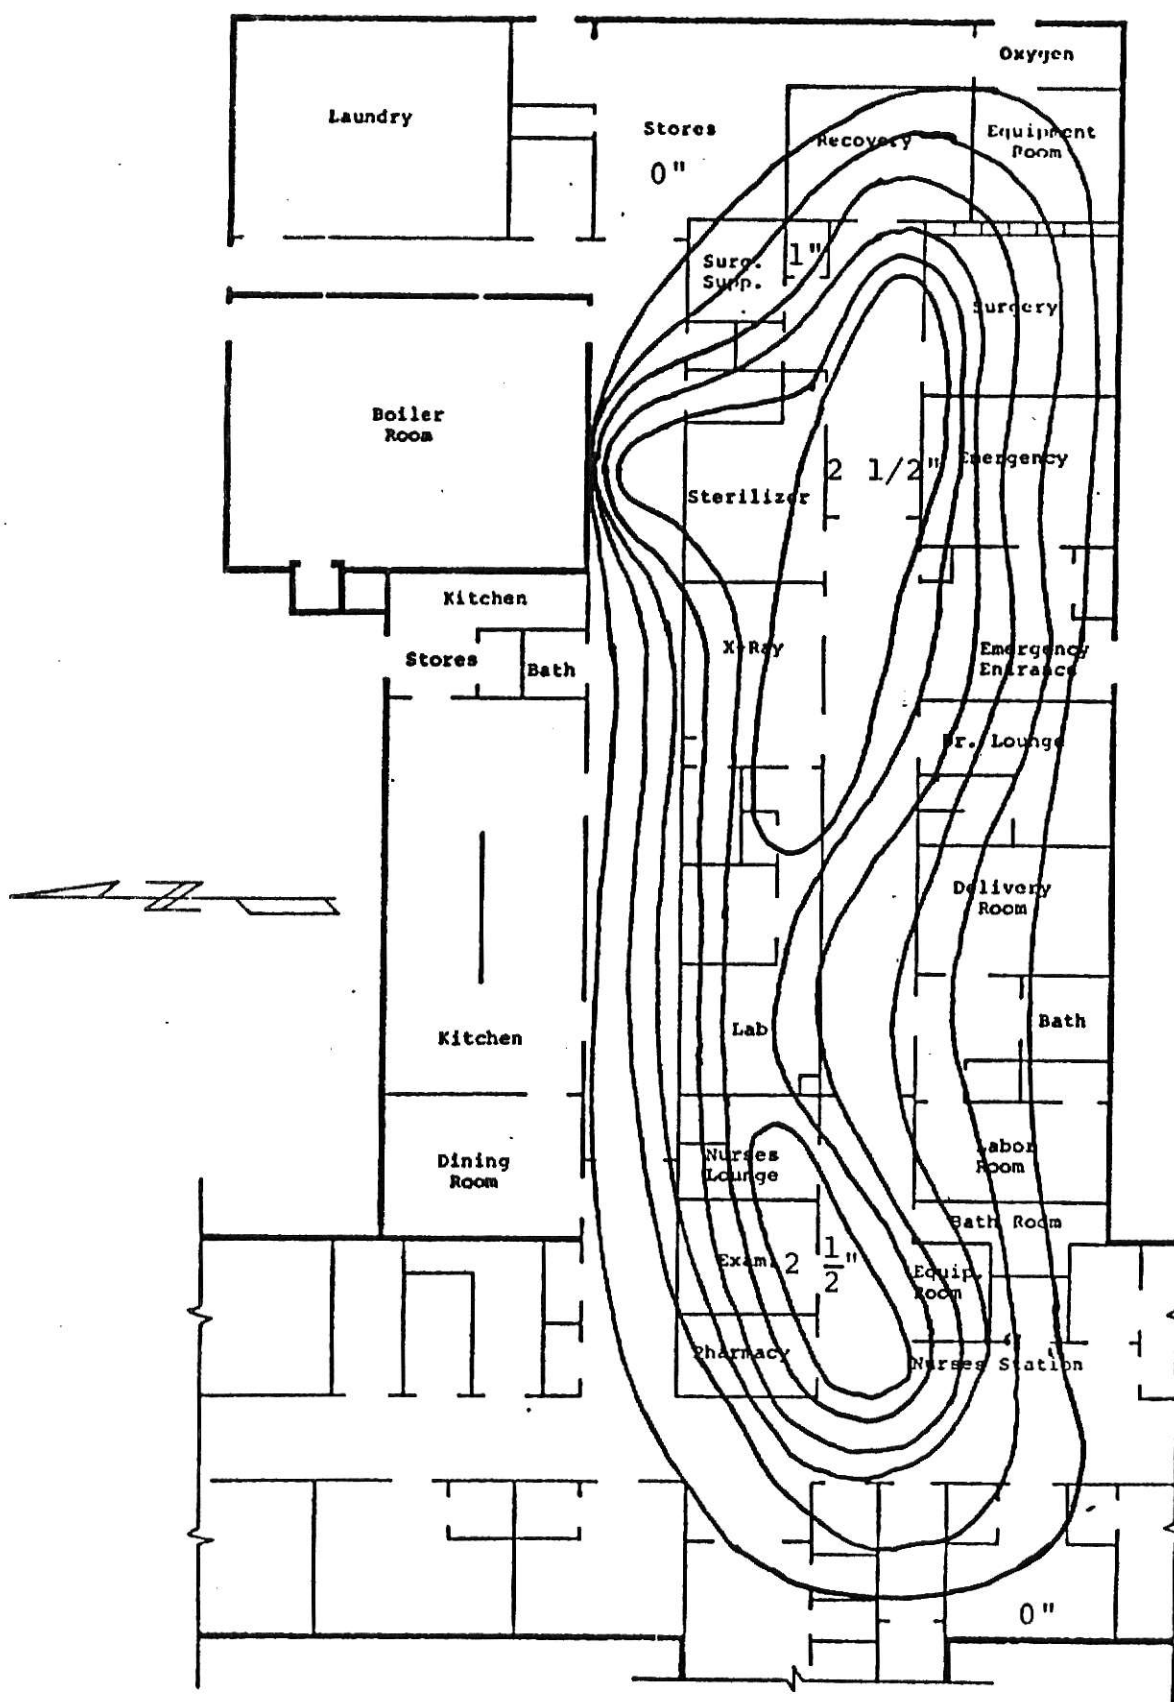 Oxygen
Laundry
Stores
Recovery
Equipment
Room
0"
Surg.
Supp.
1"
Surgery
Boiler
Room
2 1/2"
Emergency
Sterilizer
Kitchen
X-Ray
Emergency
Entrance
Stores
Bath
Dr. Lounge
N
Delivery
Room
Lab
Bath
Kitchen
Nurses
Lounge
Labor
Room
Dining
Room
Bath Room
Exam.
2 1/2"
Equip.
Room
Pharmacy
Nurses Station
0"